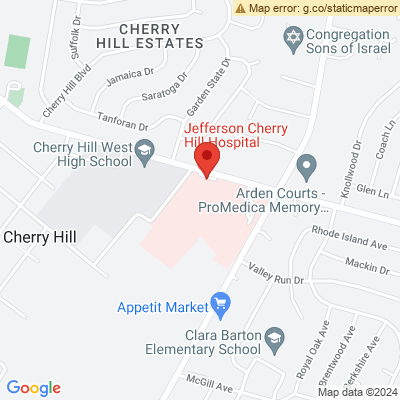 Map error: g.co/staticmaperror
CHERRY
HILL ESTATES
Suffolk Dr
Cherry Hill Blvd
Jamaica Dr
Saratoga Dr
Garden State Dr
Tanforan Dr
Congregation
Sons of Israel
Jefferson Cherry
Hill Hospital
Cherry Hill West
High School
Coach Ln
Knollwood Dr
Glen Ln
Arden Courts -
ProMedica Memory...
Rhode Island Ave
Mackin Dr
Cherry Hill
Valley Run Dr
Appetit Market
Clara Barton
Elementary School
Royal Oak Ave
Brentwood Ave
Berkshire Ave
McGill Ave
Google
Map data ©2024